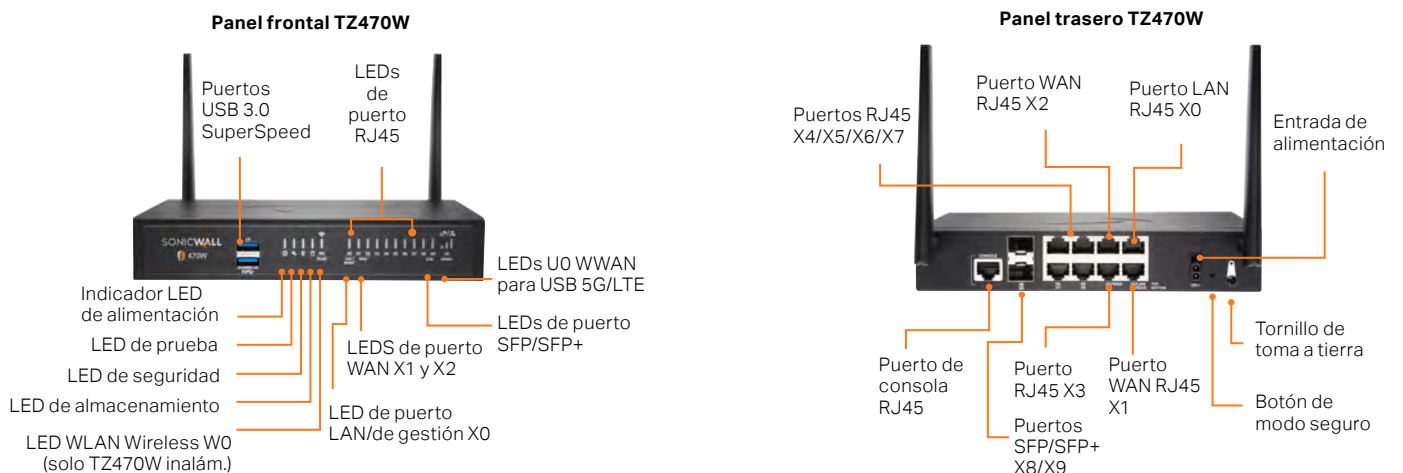 Panel frontal TZ470W
Puertos
USB 3.0
SuperSpeed
LEDs
de
puerto
RJ45
SONICWALL
470W
Indicador LED
de alimentación
LED de prueba
LED de seguridad
LED de almacenamiento
LED WLAN Wireless W0
(solo TZ470W inalám.)
LEDS de puerto
WAN X1 y X2
LED de puerto
LAN/de gestión X0
LEDs U0 WWAN
para USB 5G/LTE
LEDs de puerto
SFP/SFP+
Panel trasero TZ470W
Puertos RJ45
X4/X5/X6/X7
Puerto WAN
RJ45 X2
Puerto LAN
RJ45 X0
Entrada de
alimentación
CONSOLE
Puerto de
consola
RJ45
Puertos
SFP/SFP+
X8/X9
Puerto
RJ45 X3
Puerto
WAN RJ45
X1
Tornillo de
toma a tierra
Botón de
modo seguro